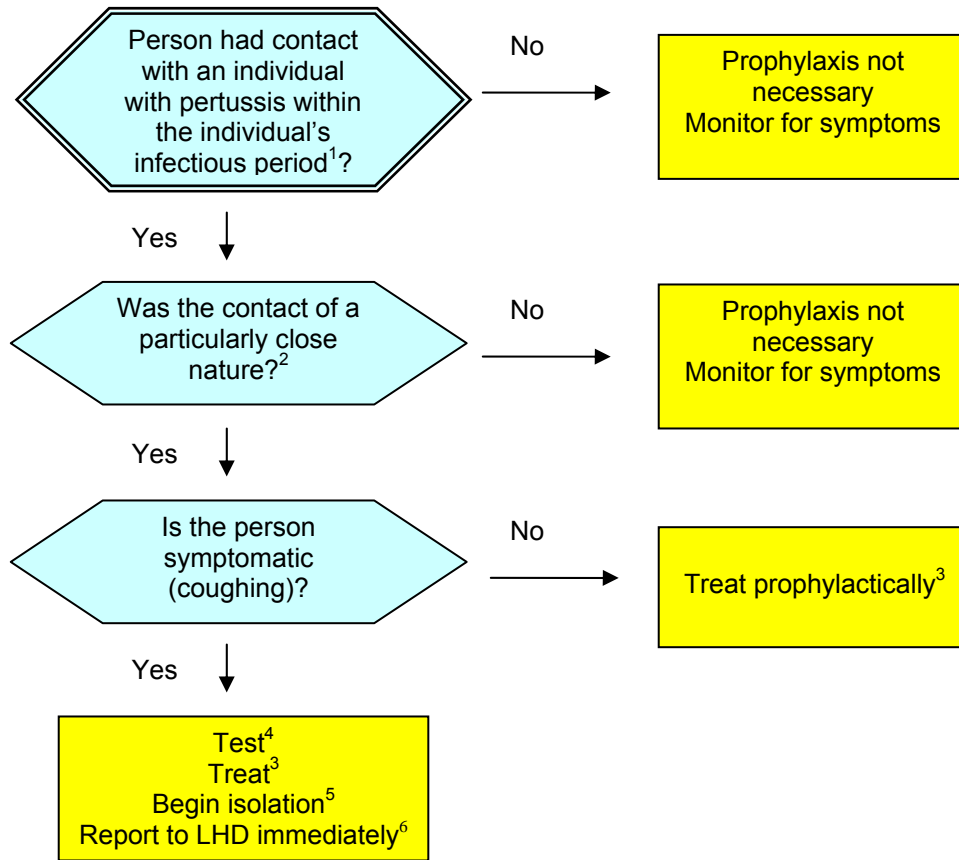 Person had contact
with an individual
with pertussis within
the individual’s
infectious period¹?
No
Prophylaxis not
necessary
Monitor for symptoms
Yes
Was the contact of a
particularly close
nature?²
No
Prophylaxis not
necessary
Monitor for symptoms
Yes
Is the person
symptomatic
(coughing)?
No
Treat prophylactically³
Yes
Test⁴
Treat³
Begin isolation⁵
Report to LHD immediately⁶